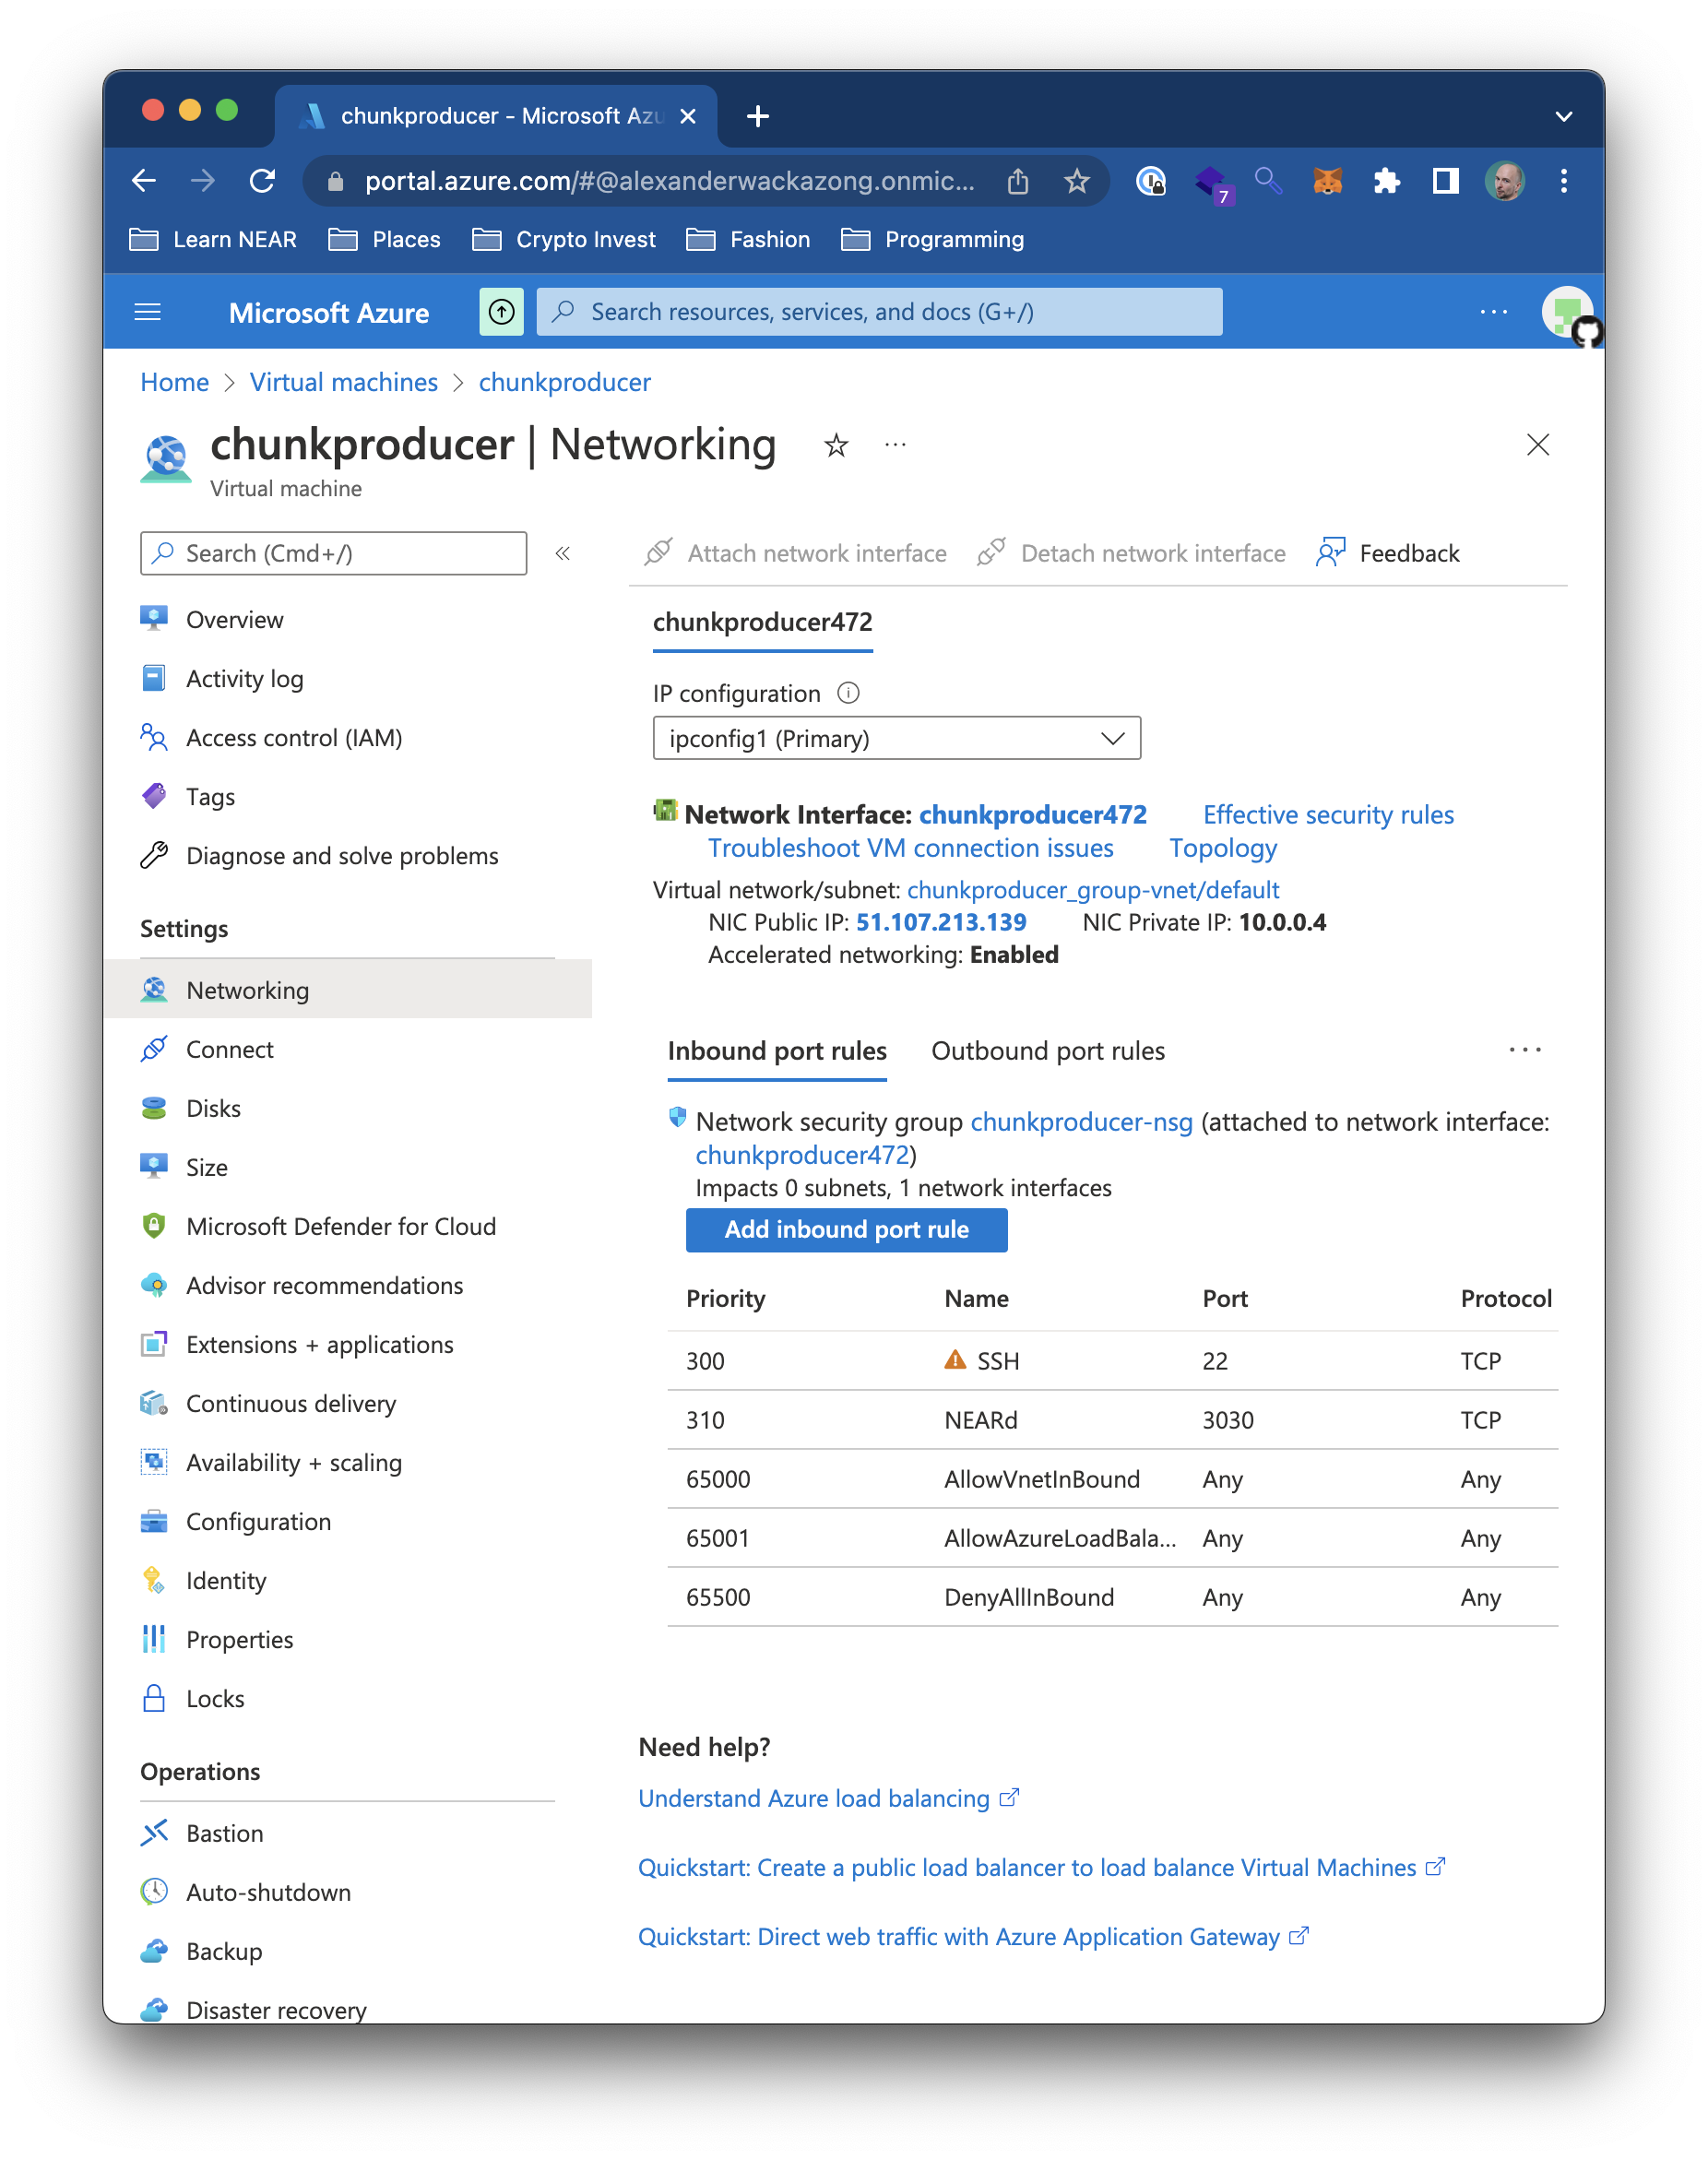 chunkproducer - Microsoft Azu
portal.azure.com/#@alexanderwackazong.onmic...
7
Learn NEAR
Places
Crypto Invest
Fashion
Programming
Microsoft Azure
Search resources, services, and docs (G+/)
Home > Virtual machines > chunkproducer
chunkproducer | Networking
Virtual machine
Search (Cmd+/)
Overview
Activity log
Access control (IAM)
Tags
Diagnose and solve problems
Settings
Networking
Connect
Disks
Size
Microsoft Defender for Cloud
Advisor recommendations
Extensions + applications
Continuous delivery
Availability + scaling
Configuration
Identity
Properties
Locks
Operations
Bastion
Auto-shutdown
Backup
Disaster recovery
Attach network interface
Detach network interface
Feedback
chunkproducer472
IP configuration
ipconfig1 (Primary)
Network Interface: chunkproducer472 Effective security rules
Troubleshoot VM connection issues Topology
Virtual network/subnet: chunkproducer_group-vnet/default
NIC Public IP: 51.107.213.139 NIC Private IP: 10.0.0.4
Accelerated networking: Enabled
Inbound port rules Outbound port rules ...
Network security group chunkproducer-nsg (attached to network interface:
chunkproducer472)
Impacts 0 subnets, 1 network interfaces
Add inbound port rule
Priority Name Port Protocol
300 SSH 22 TCP
310 NEARd 3030 TCP
65000 AllowVnetInBound Any Any
65001 AllowAzureLoadBala... Any Any
65500 DenyAllInBound Any Any
Need help?
Understand Azure load balancing
Quickstart: Create a public load balancer to load balance Virtual Machines
Quickstart: Direct web traffic with Azure Application Gateway